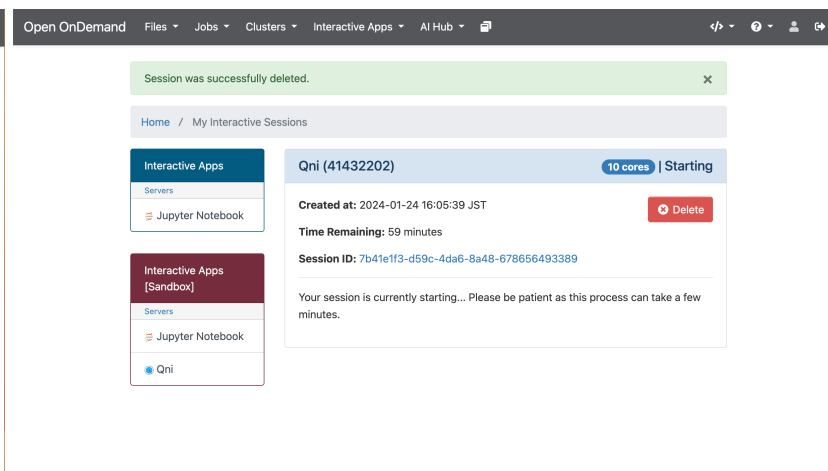 Open OnDemand Files Jobs Clusters Interactive Apps AI Hub
Session was successfully deleted.
Home / My Interactive Sessions
Interactive Apps
Servers
Jupyter Notebook
Interactive Apps
[Sandbox]
Servers
Jupyter Notebook
Qni
Qni (41432202) 10 cores | Starting
Created at: 2024-01-24 16:05:39 JST
Delete
Time Remaining: 59 minutes
Session ID: 7b41e1f3-d59c-4da6-8a48-678656493389
Your session is currently starting... Please be patient as this process can take a few
minutes.